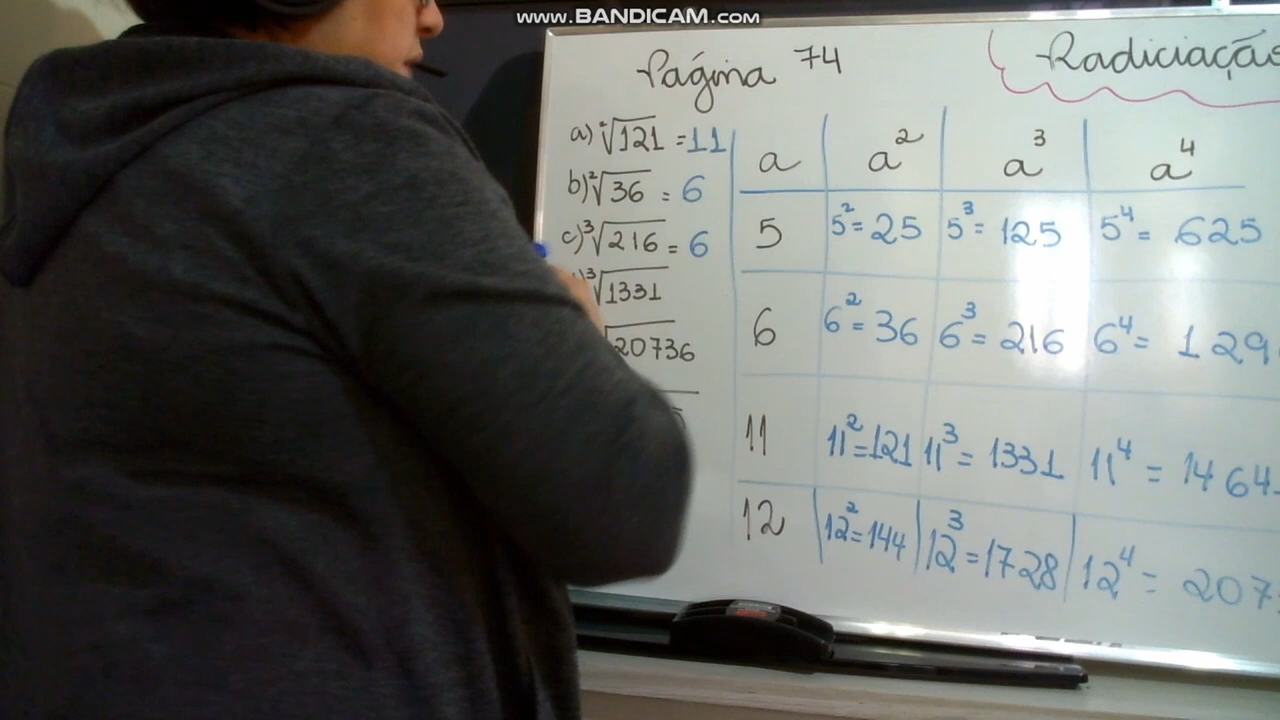 www.BANDICAM.com
Página 74
Radiciação
a) ²√121 = 11
b) ²√36 = 6
c) ³√216 = 6
³√1331
√20736
a a² a³ a⁴
5 5² = 25 5³ = 125 5⁴ = 625
6 6² = 36 6³ = 216 6⁴ = 129
11 11² = 121 11³ = 1331 11⁴ = 1464
12 12² = 144 12³ = 1728 12⁴ = 207